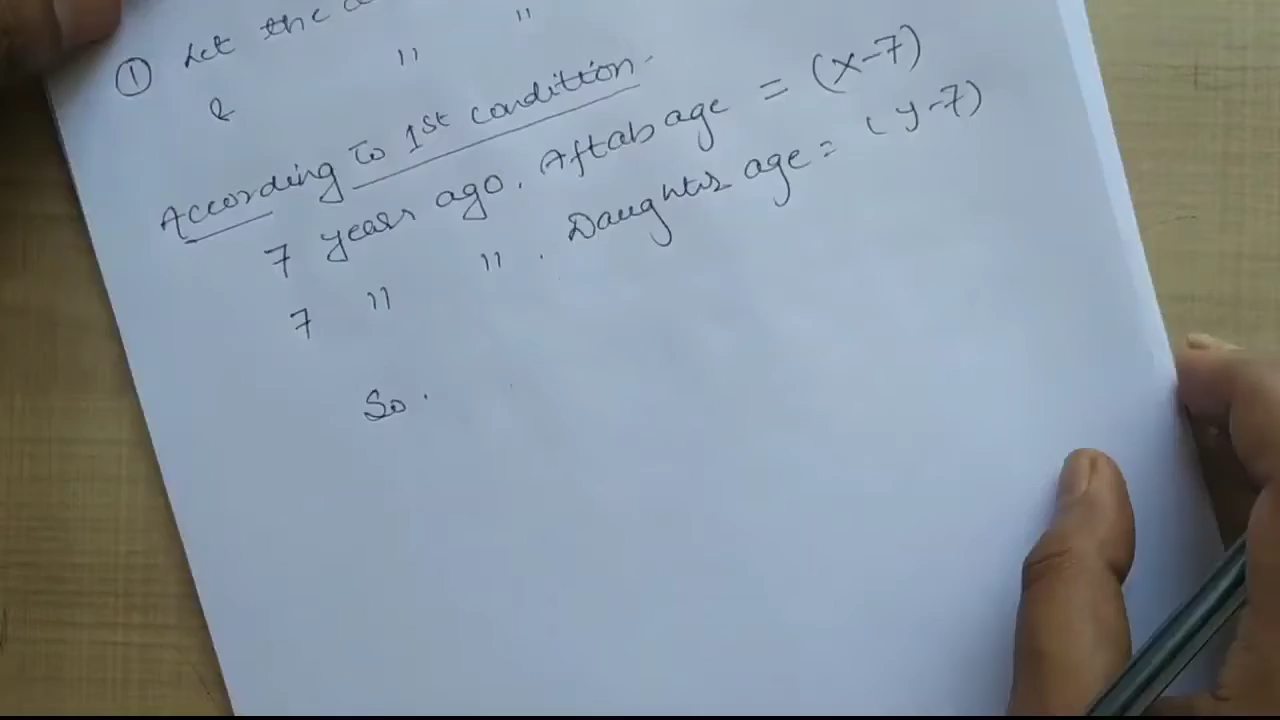 ① Let the
& " "
According to 1st condition.
7 years ago. Aftab age = (x-7)
7 " " . Daughter age = (y-7)
So.